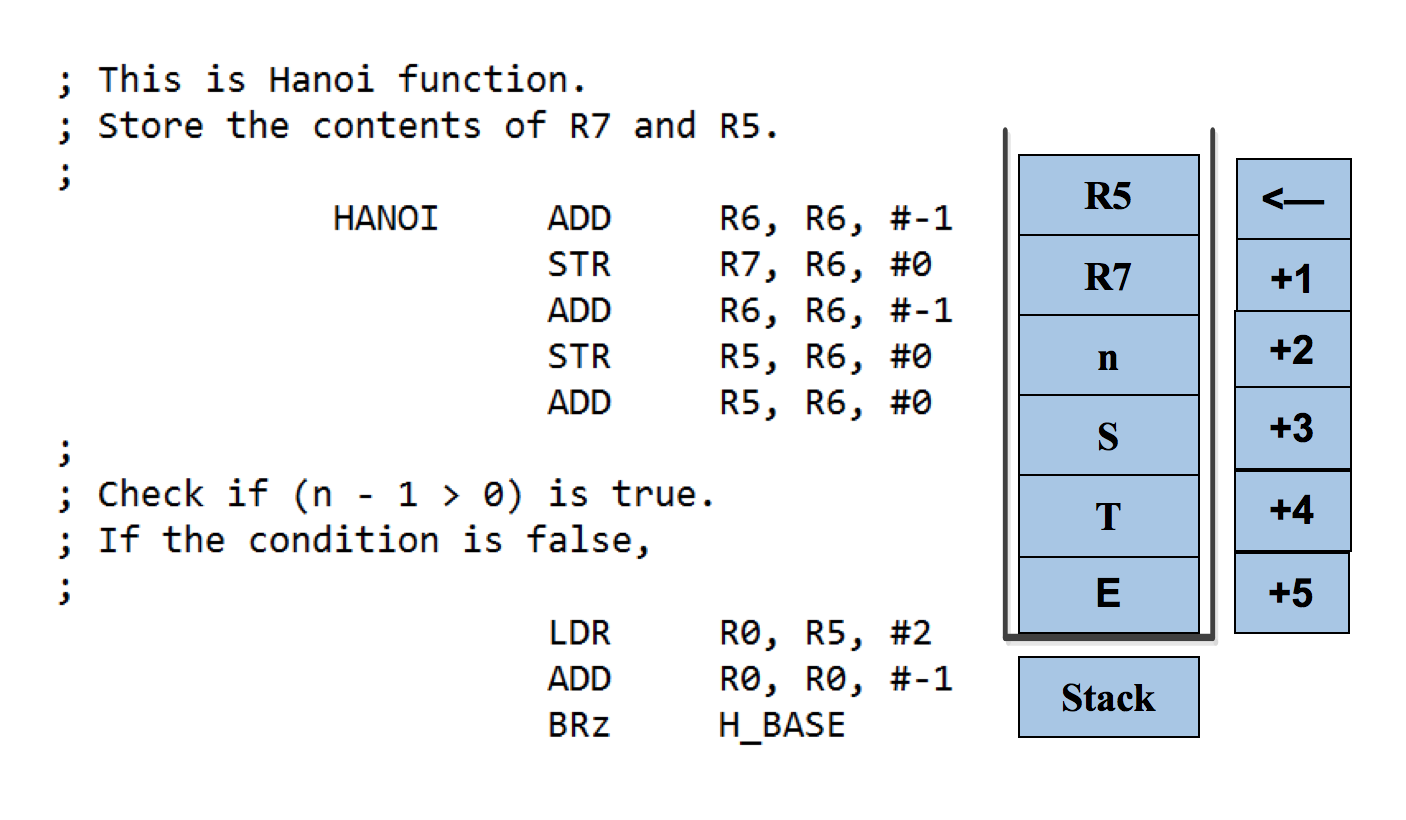 ; This is Hanoi function.
; Store the contents of R7 and R5.
;
HANOI ADD R6, R6, #-1
STR R7, R6, #0
ADD R6, R6, #-1
STR R5, R6, #0
ADD R5, R6, #0
;
; Check if (n - 1 > 0) is true.
; If the condition is false,
;
LDR R0, R5, #2
ADD R0, R0, #-1
BRz H_BASE
R5 <—
R7 +1
n +2
S +3
T +4
E +5
Stack